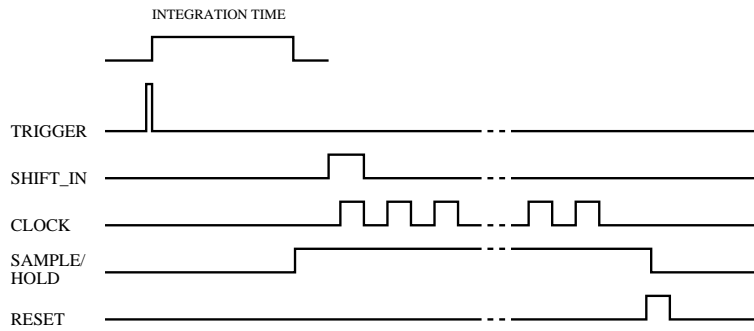 INTEGRATION TIME
TRIGGER
SHIFT_IN
CLOCK
SAMPLE/
HOLD
RESET